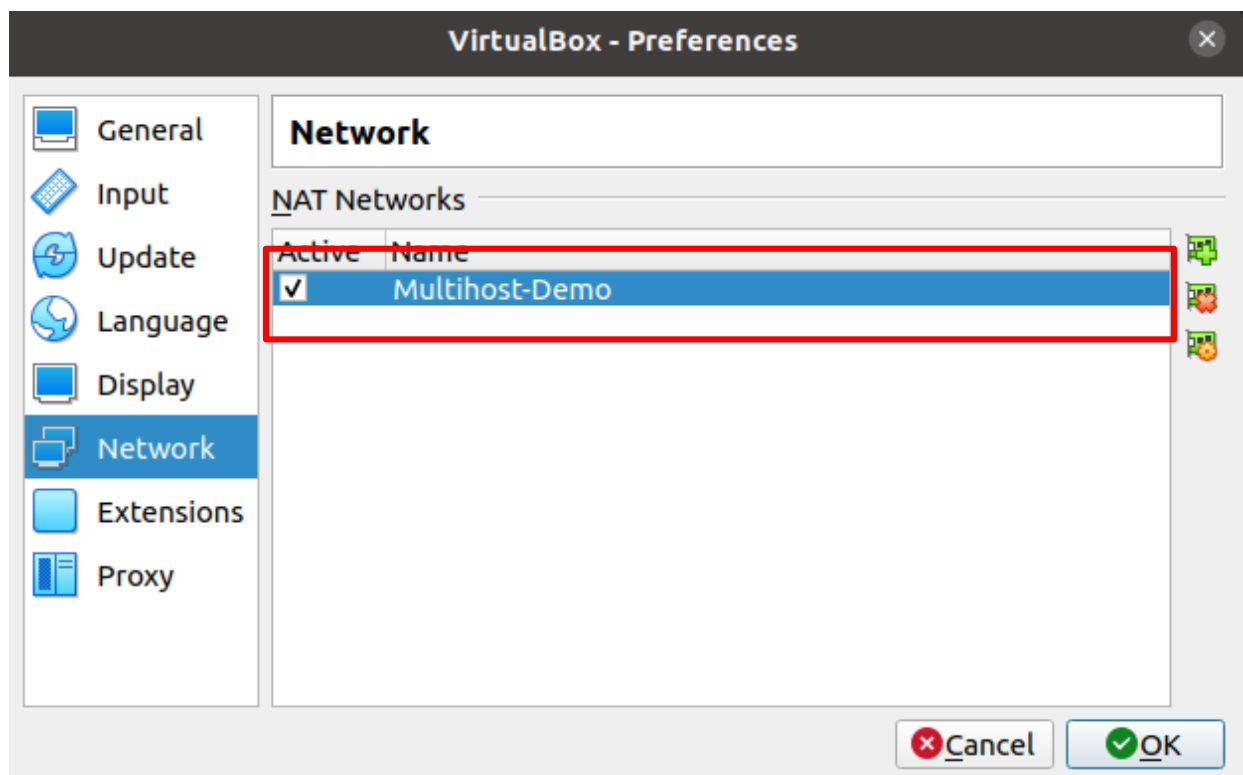 VirtualBox - Preferences
General
Input
Update
Language
Display
Network
Extensions
Proxy
Network
NAT Networks
Active Name
Multihost-Demo
Cancel OK